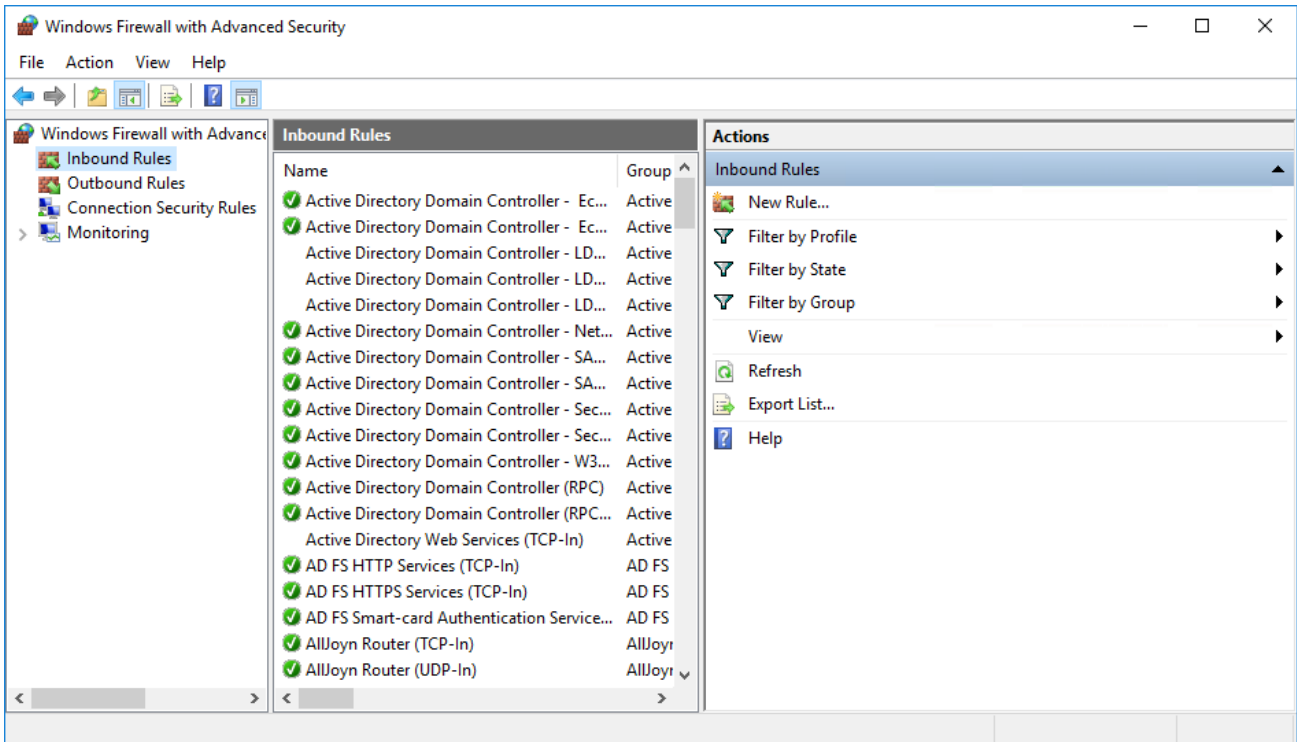 Windows Firewall with Advanced Security
File Action View Help
Windows Firewall with Advance
Inbound Rules
Outbound Rules
Connection Security Rules
Monitoring
Inbound Rules
Name Group
Active Directory Domain Controller - Ec... Active
Active Directory Domain Controller - Ec... Active
Active Directory Domain Controller - LD... Active
Active Directory Domain Controller - LD... Active
Active Directory Domain Controller - LD... Active
Active Directory Domain Controller - Net... Active
Active Directory Domain Controller - SA... Active
Active Directory Domain Controller - SA... Active
Active Directory Domain Controller - Sec... Active
Active Directory Domain Controller - Sec... Active
Active Directory Domain Controller - W3... Active
Active Directory Domain Controller (RPC) Active
Active Directory Domain Controller (RPC... Active
Active Directory Web Services (TCP-In) Active
AD FS HTTP Services (TCP-In) AD FS
AD FS HTTPS Services (TCP-In) AD FS
AD FS Smart-card Authentication Service... AD FS
AllJoyn Router (TCP-In) AllJoyn
AllJoyn Router (UDP-In) AllJoyn
Actions
Inbound Rules
New Rule...
Filter by Profile
Filter by State
Filter by Group
View
Refresh
Export List...
Help